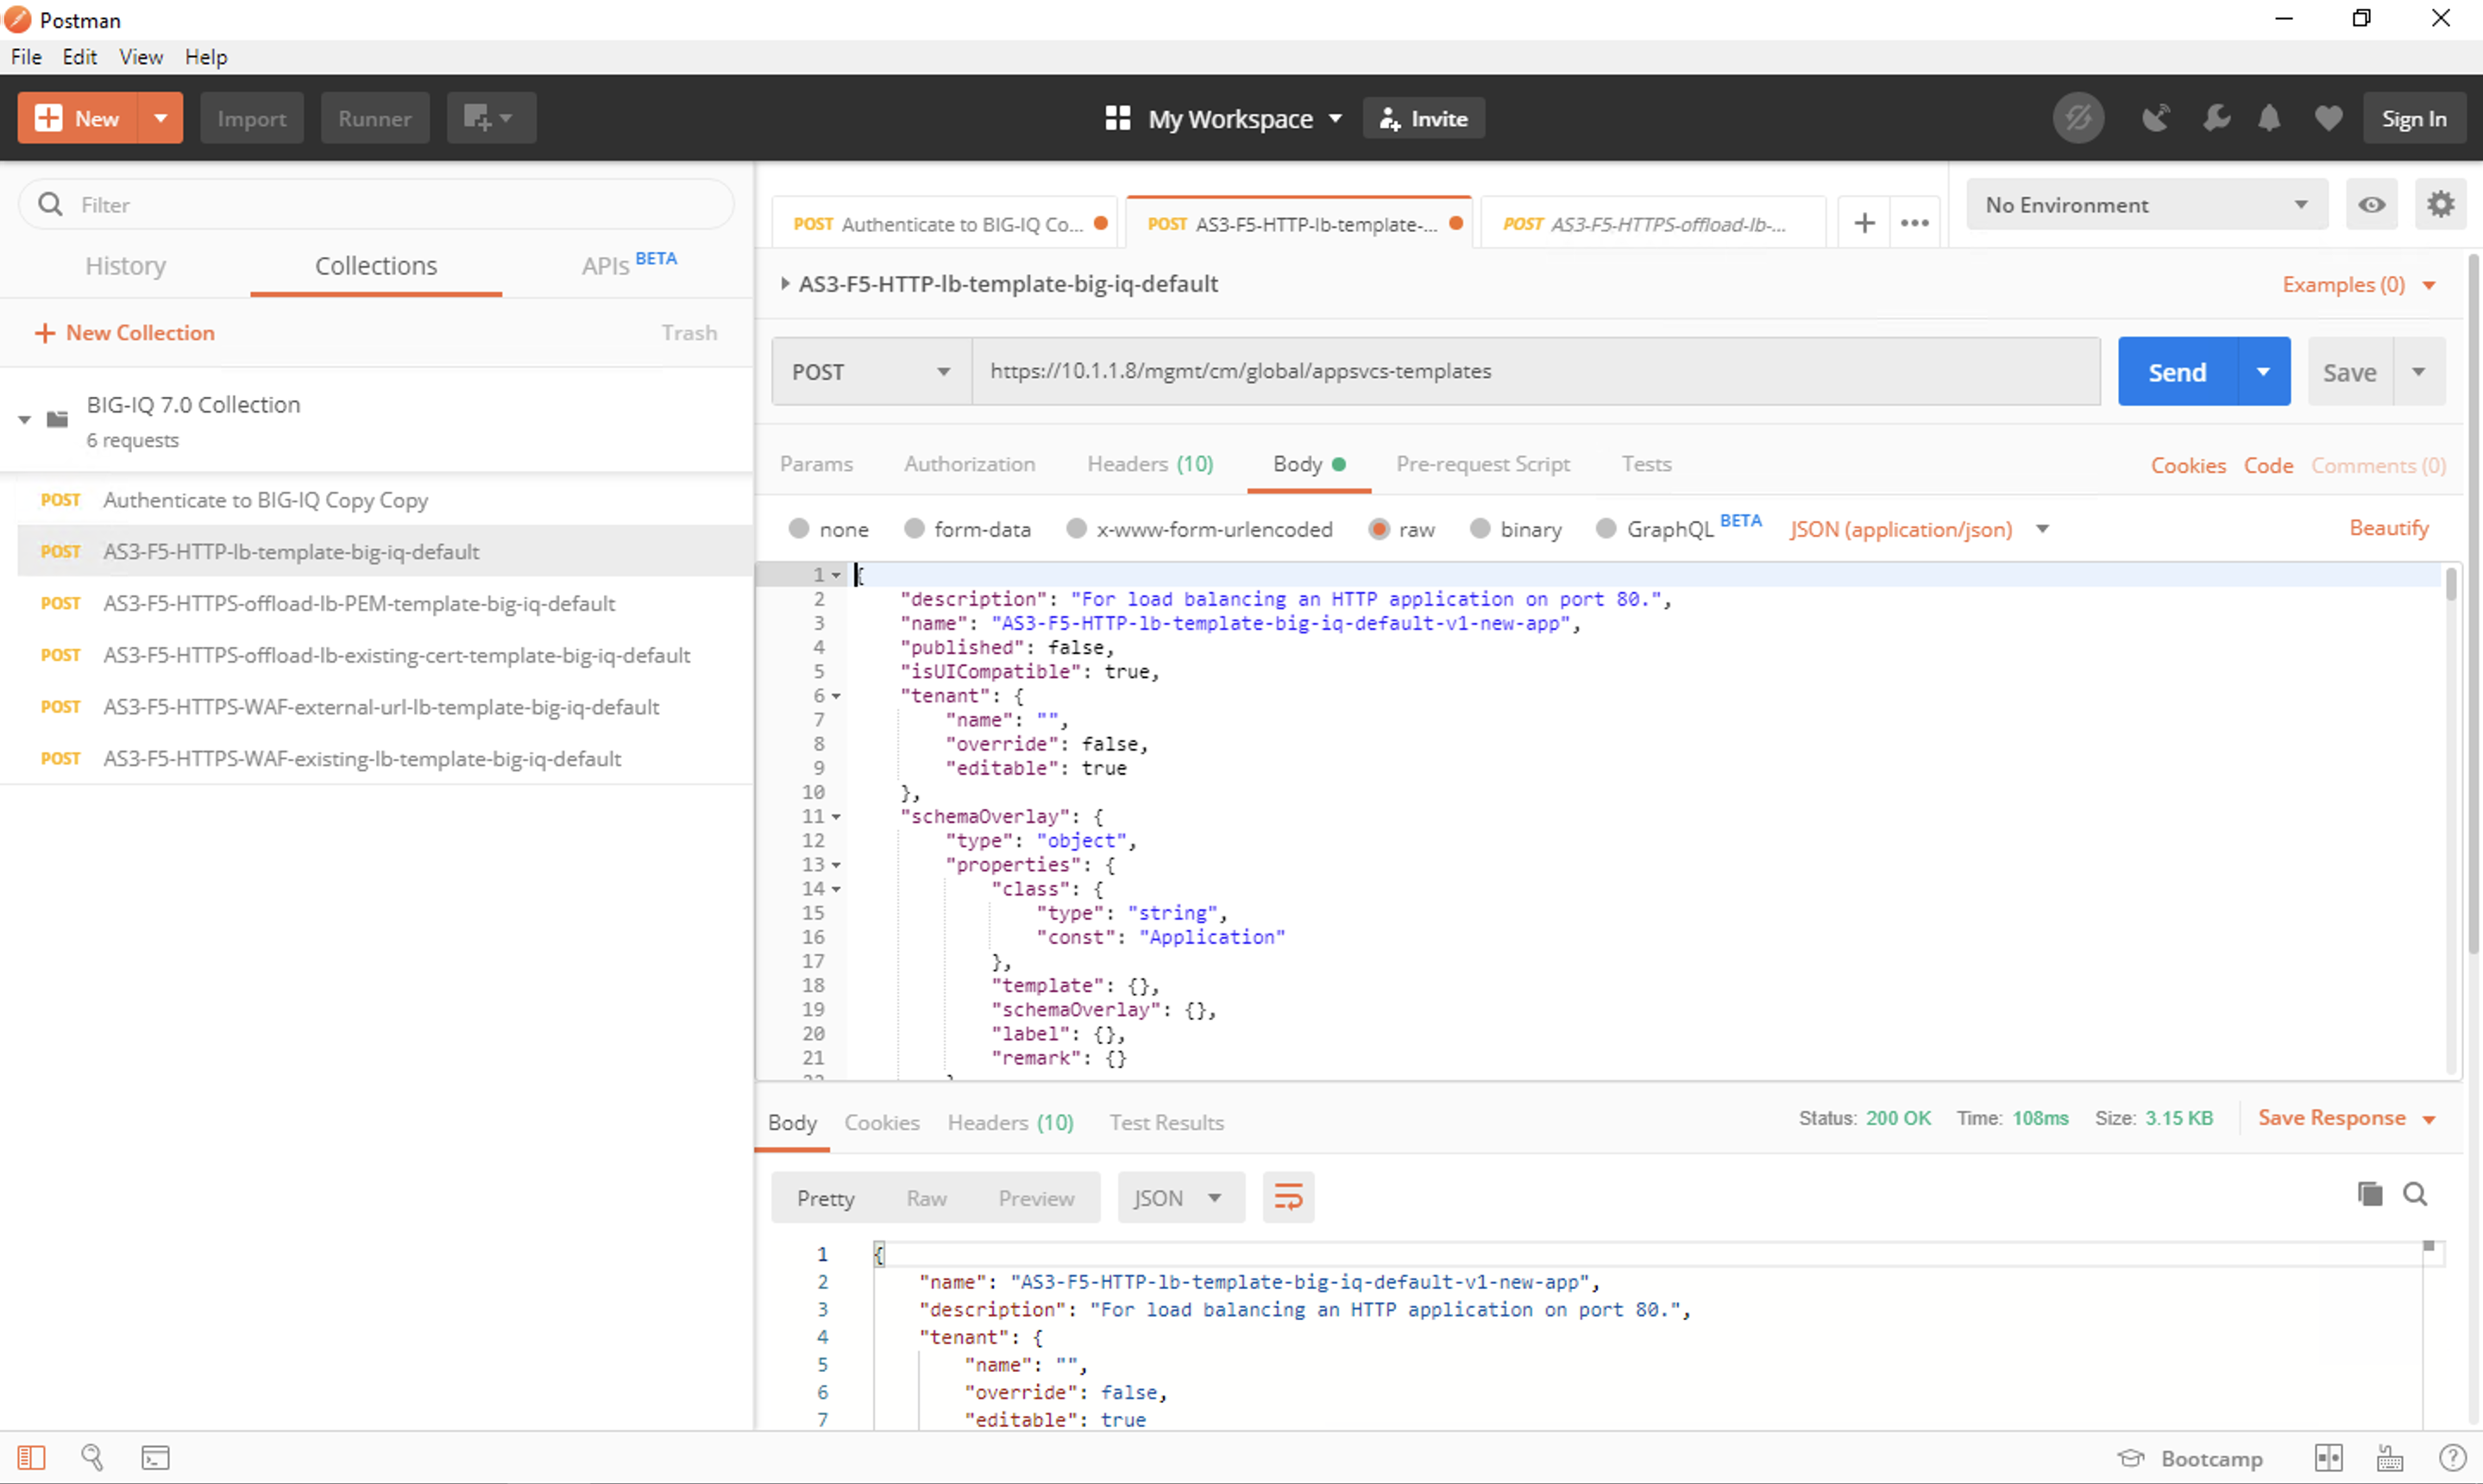 Postman
File Edit View Help
New Import Runner My Workspace Invite Sign In
Filter
History Collections APIs BETA
+ New Collection Trash
BIG-IQ 7.0 Collection
6 requests
POST Authenticate to BIG-IQ Copy Copy
POST AS3-F5-HTTP-lb-template-big-iq-default
POST AS3-F5-HTTPS-offload-lb-PEM-template-big-iq-default
POST AS3-F5-HTTPS-offload-lb-existing-cert-template-big-iq-default
POST AS3-F5-HTTPS-WAF-external-url-lb-template-big-iq-default
POST AS3-F5-HTTPS-WAF-existing-lb-template-big-iq-default
POST Authenticate to BIG-IQ Co... POST AS3-F5-HTTP-lb-template-... POST AS3-F5-HTTPS-offload-lb-... + ••• No Environment
AS3-F5-HTTP-lb-template-big-iq-default Examples (0)
POST https://10.1.1.8/mgmt/cm/global/appsvcs-templates Send Save
Params Authorization Headers (10) Body Pre-request Script Tests Cookies Code Comments (0)
none form-data x-www-form-urlencoded raw binary GraphQL BETA JSON (application/json) Beautify
1 {
2 "description": "For load balancing an HTTP application on port 80.",
3 "name": "AS3-F5-HTTP-lb-template-big-iq-default-v1-new-app",
4 "published": false,
5 "isUICompatible": true,
6 "tenant": {
7 "name": "",
8 "override": false,
9 "editable": true
10 },
11 "schemaOverlay": {
12 "type": "object",
13 "properties": {
14 "class": {
15 "type": "string",
16 "const": "Application"
17 },
18 "template": {},
19 "schemaOverlay": {},
20 "label": {},
21 "remark": {}
Body Cookies Headers (10) Test Results Status: 200 OK Time: 108ms Size: 3.15 KB Save Response
Pretty Raw Preview JSON
1 {
2 "name": "AS3-F5-HTTP-lb-template-big-iq-default-v1-new-app",
3 "description": "For load balancing an HTTP application on port 80.",
4 "tenant": {
5 "name": "",
6 "override": false,
7 "editable": true
Bootcamp